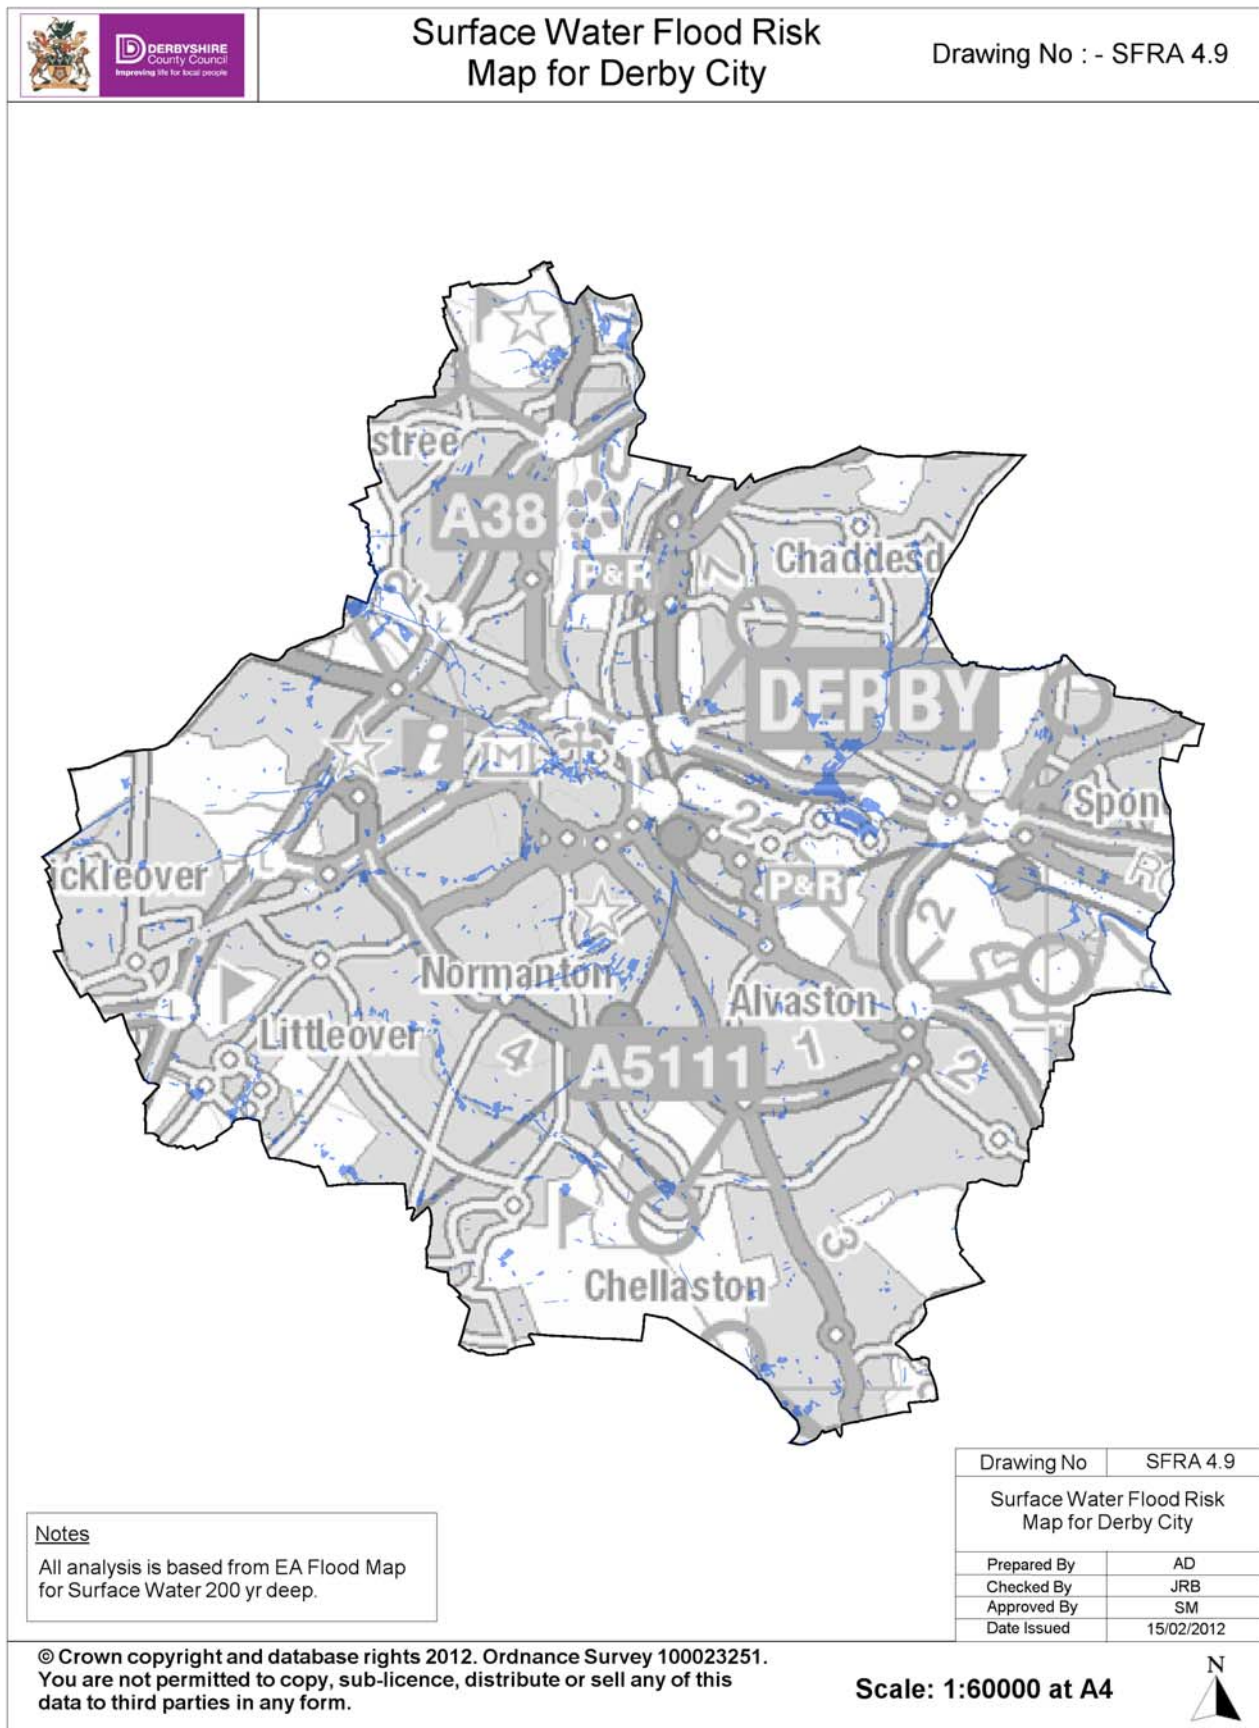 DERBYSHIRE
County Council
Improving life for local people
Surface Water Flood Risk
Map for Derby City
Drawing No : - SFRA 4.9
stree
A38
Chaddesd
P&R
7
2
DERBY
i
M
Spon
2
ickleover
P&R
R
2
Normanton
Alvaston
Littleover
4
A5111
1
2
3
Chellaston
Drawing No SFRA 4.9
Surface Water Flood Risk
Map for Derby City
Prepared By AD
Checked By JRB
Approved By SM
Date Issued 15/02/2012
Notes
All analysis is based from EA Flood Map
for Surface Water 200 yr deep.
© Crown copyright and database rights 2012. Ordnance Survey 100023251.
You are not permitted to copy, sub-licence, distribute or sell any of this
data to third parties in any form.
Scale: 1:60000 at A4
N